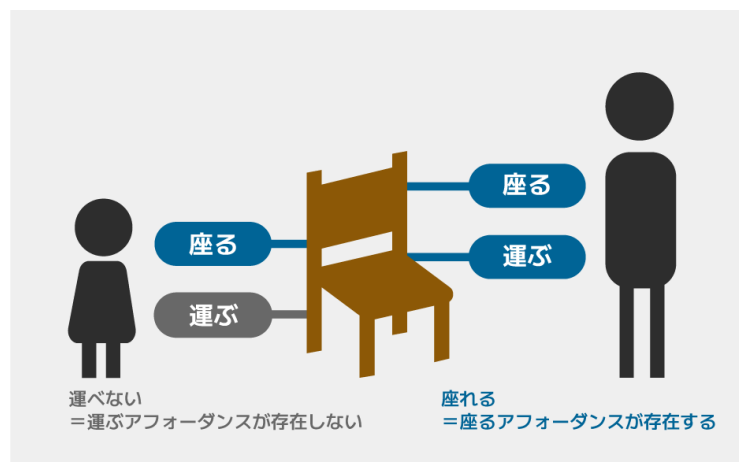 座る
運ぶ
座る
運ぶ
運べない
＝運ぶアフォーダンスが存在しない
座れる
＝座るアフォーダンスが存在する